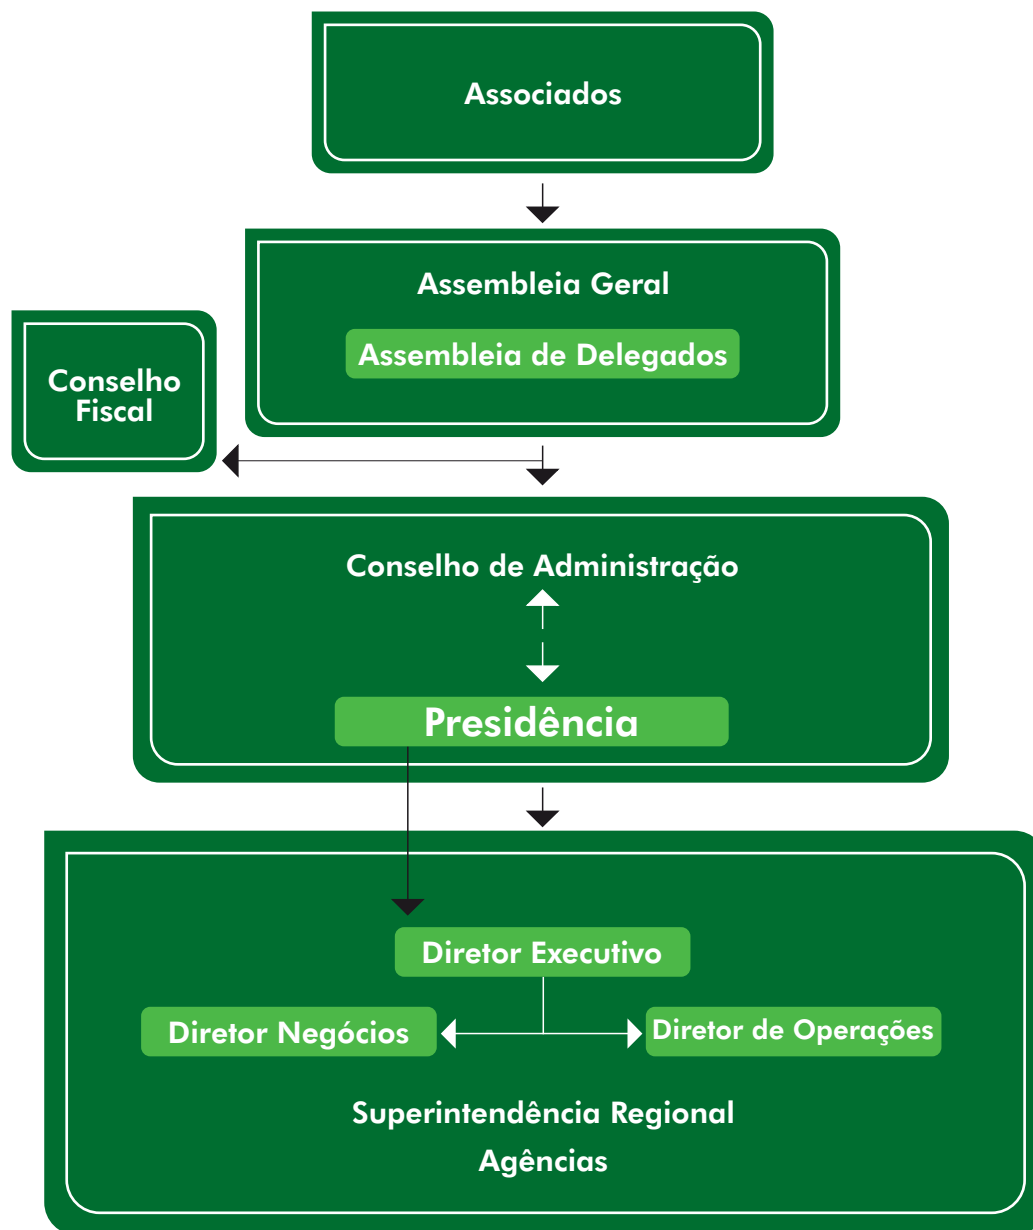 Associados
Assembleia Geral
Assembleia de Delegados
Conselho
Fiscal
Conselho de Administração
Presidência
Diretor Executivo
Diretor Negócios
Diretor de Operações
Superintendência Regional
Agências